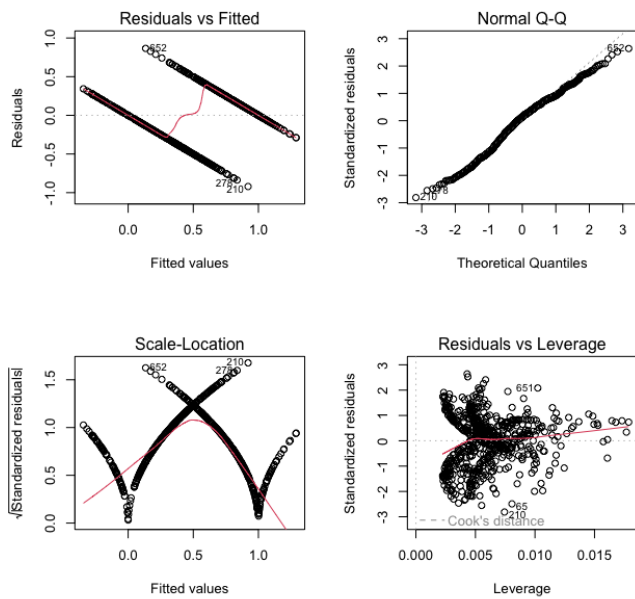 Residuals vs Fitted
Residuals
1.0
0.5
0.0
-0.5
-1.0
652
278
210
0.0 0.5 1.0
Fitted values
Normal Q-Q
Standardized residuals
3
2
1
0
-1
-2
-3
652
278
210
-3 -2 -1 0 1 2 3
Theoretical Quantiles
Scale-Location
√|Standardized residuals|
1.5
1.0
0.5
0.0
652
210
278
0.0 0.5 1.0
Fitted values
Residuals vs Leverage
Standardized residuals
3
2
1
0
-1
-2
-3
651
65
210
Cook's distance
0.000 0.005 0.010 0.015
Leverage